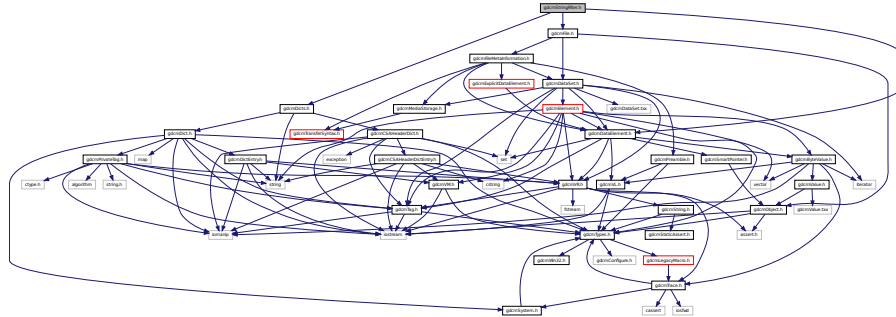 gdcmStringFilter.h
gdcmFile.h
gdcmFileMetaInformation.h
gdcmExplicitDataElement.h
gdcmDataSet.h
gdcmDicts.h
gdcmMediaStorage.h
gdcmElement.h
gdcmDataSet.txx
gdcmDict.h
gdcmTransferSyntax.h
gdcmCSAHeaderDict.h
gdcmDataElement.h
gdcmPrivateTag.h
map
gdcmDictEntry.h
exception
gdcmCSAHeaderDictEntry.h
set
gdcmPreamble.h
gdcmSmartPointer.h
gdcmByteValue.h
ctype.h
algorithm
string.h
string
gdcmVM.h
cstring
gdcmVR.h
gdcmVL.h
vector
gdcmValue.h
iterator
gdcmTag.h
fstream
gdcmString.h
gdcmObject.h
gdcmValue.txx
iomanip
iostream
gdcmTypes.h
gdcmStaticAssert.h
assert.h
gdcmWin32.h
gdcmConfigure.h
gdcmLegacyMacro.h
gdcmTrace.h
gdcmSystem.h
cassert
iosfwd